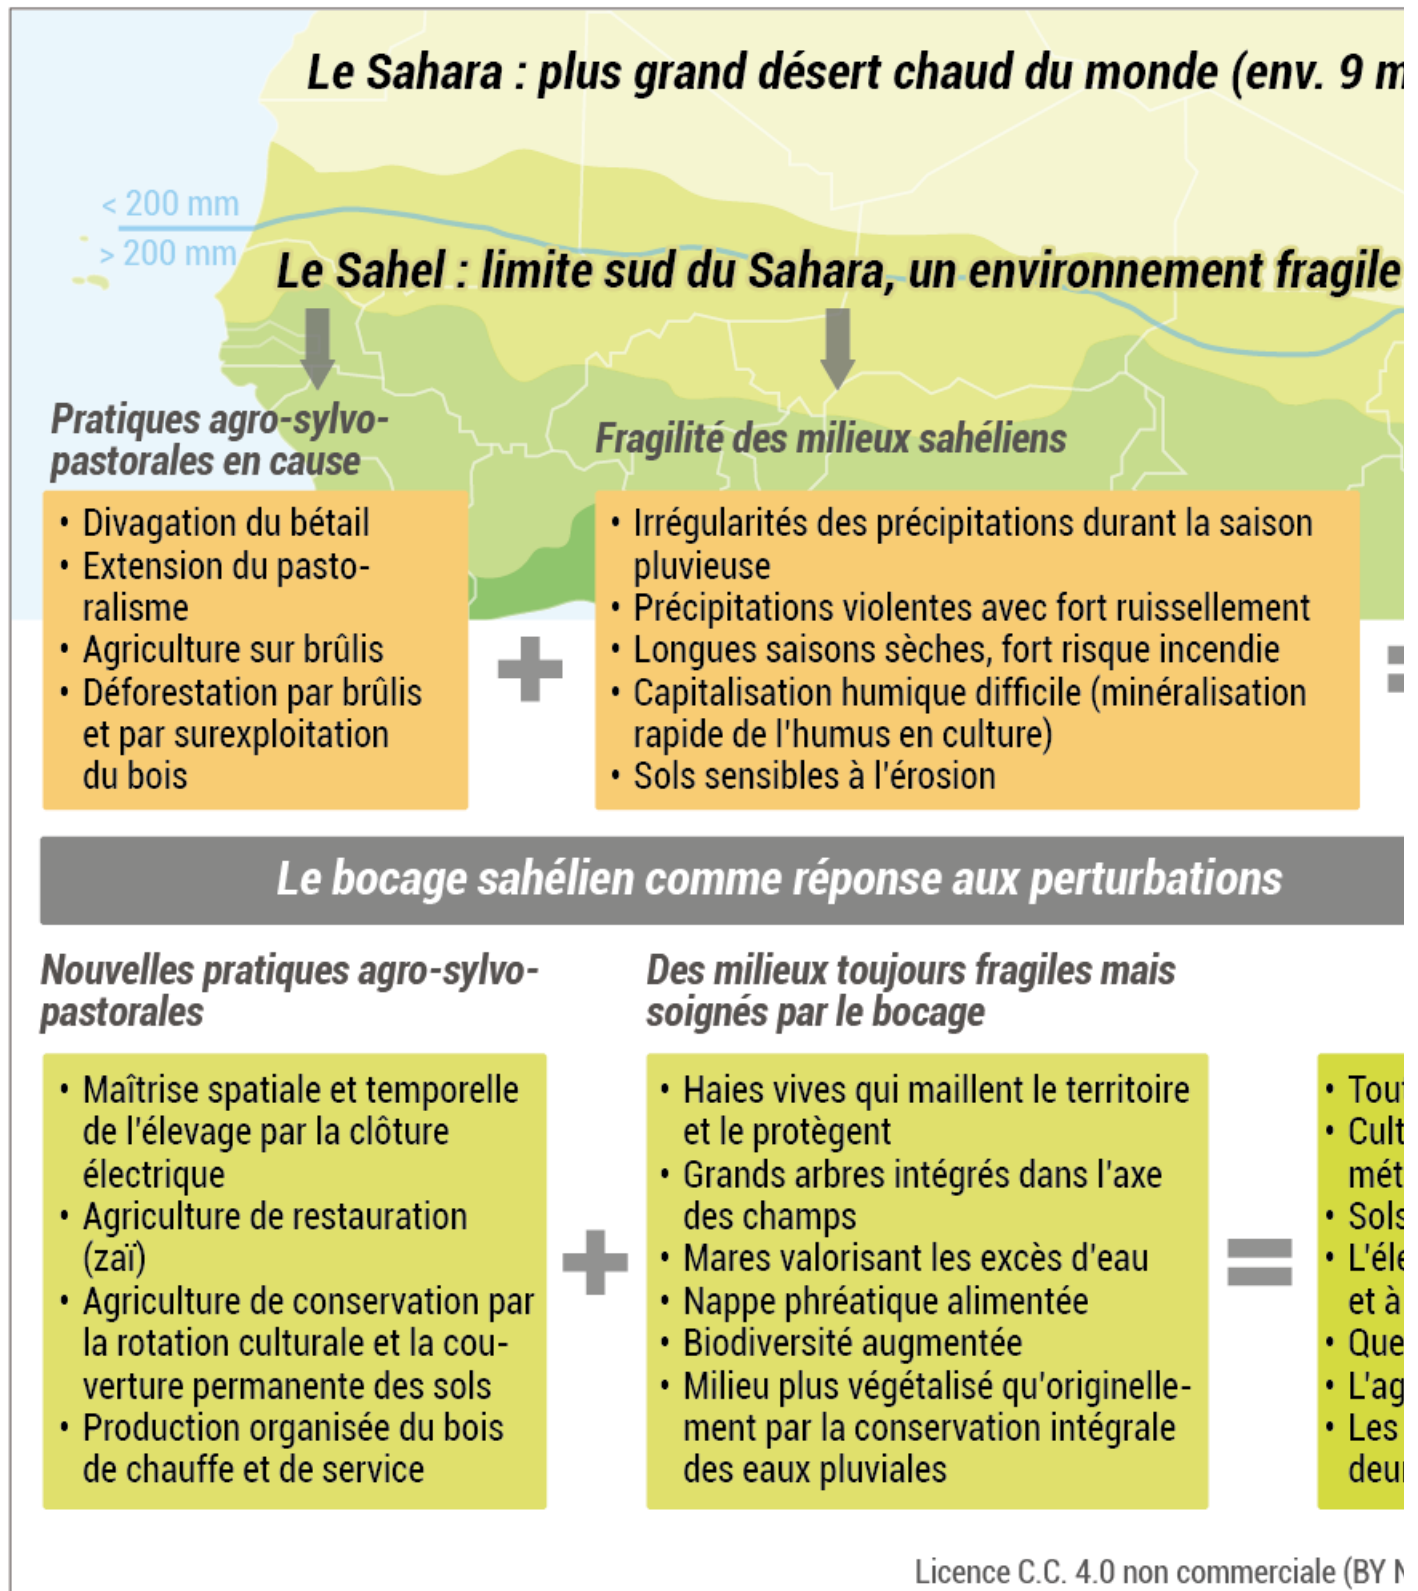 Le Sahara : plus grand désert chaud du monde (env. 9
< 200 mm
> 200 mm
Le Sahel : limite sud du Sahara, un environnement fragile
Pratiques agro-sylvo-
pastorales en cause
• Divagation du bétail
• Extension du pasto-
ralisme
• Agriculture sur brûlis
• Déforestation par brûlis
et par surexploitation
du bois
+
Fragilité des milieux sahéliens
• Irrégularités des précipitations durant la saison
pluvieuse
• Précipitations violentes avec fort ruissellement
• Longues saisons sèches, fort risque incendie
• Capitalisation humique difficile (minéralisation
rapide de l'humus en culture)
• Sols sensibles à l'érosion
=
Le bocage sahélien comme réponse aux perturbations
Nouvelles pratiques agro-sylvo-
pastorales
• Maîtrise spatiale et temporelle
de l'élevage par la clôture
électrique
• Agriculture de restauration
(zaï)
• Agriculture de conservation par
la rotation culturale et la cou-
verture permanente des sols
• Production organisée du bois
de chauffe et de service
+
Des milieux toujours fragiles mais
soignés par le bocage
• Haies vives qui maillent le territoire
et le protègent
• Grands arbres intégrés dans l'axe
des champs
• Mares valorisant les excès d'eau
• Nappe phréatique alimentée
• Biodiversité augmentée
• Milieu plus végétalisé qu'originelle-
ment par la conservation intégrale
des eaux pluviales
=
• Sols
et à
• Les
Licence C.C. 4.0 non commerciale (BY